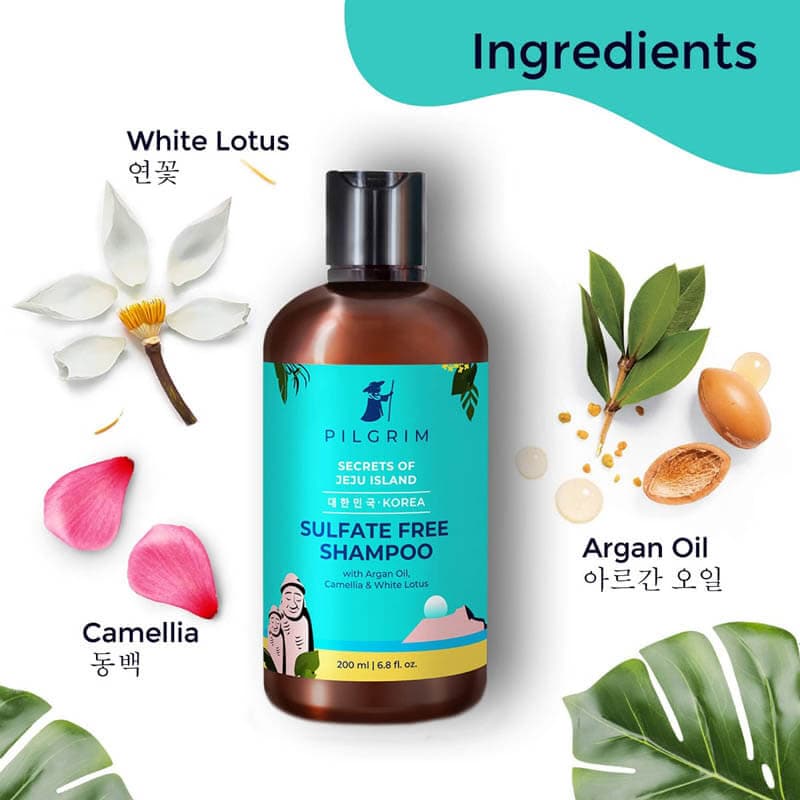 Ingredients
White Lotus
연꽃
PILGRIM
SECRETS OF
JEJU ISLAND
대한민국·KOREA
SULFATE FREE
SHAMPOO
with Argan Oil,
Camellia & White Lotus
200 ml | 6.8 fl. oz.
Argan Oil
아르간 오일
Camellia
동백